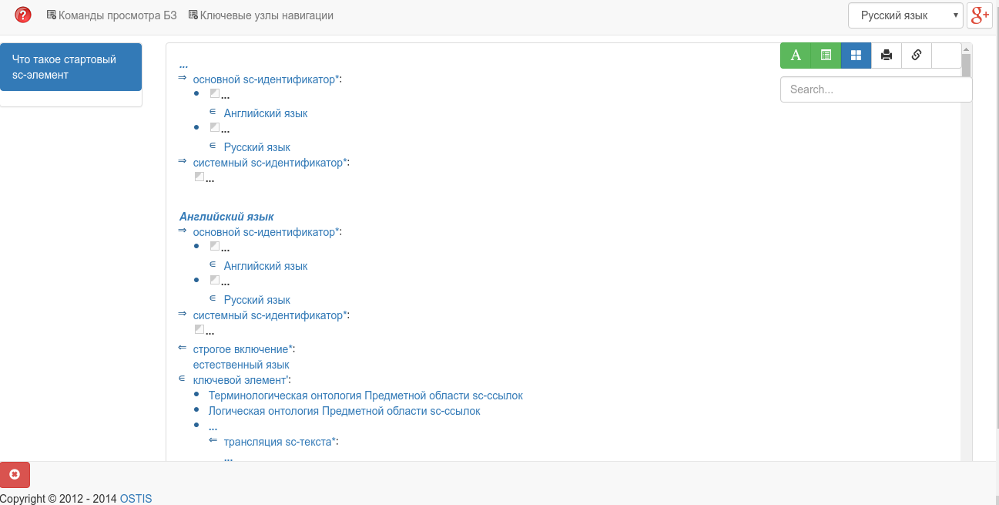 ? Команды просмотра БЗ Ключевые узлы навигации Русский язык g+
Что такое стартовый
sc-элемент
A
Search...
...
⇒ основной sc-идентификатор*:
• ...
∈ Английский язык
• ...
∈ Русский язык
⇒ системный sc-идентификатор*:
...
Английский язык
⇒ основной sc-идентификатор*:
• ...
∈ Английский язык
• ...
∈ Русский язык
⇒ системный sc-идентификатор*:
...
⇐ строгое включение*:
естественный язык
∈ ключевой элемент':
• Терминологическая онтология Предметной области sc-ссылок
• Логическая онтология Предметной области sc-ссылок
• ...
⇐ трансляция sc-текста*:
...
Copyright © 2012 - 2014 OSTIS